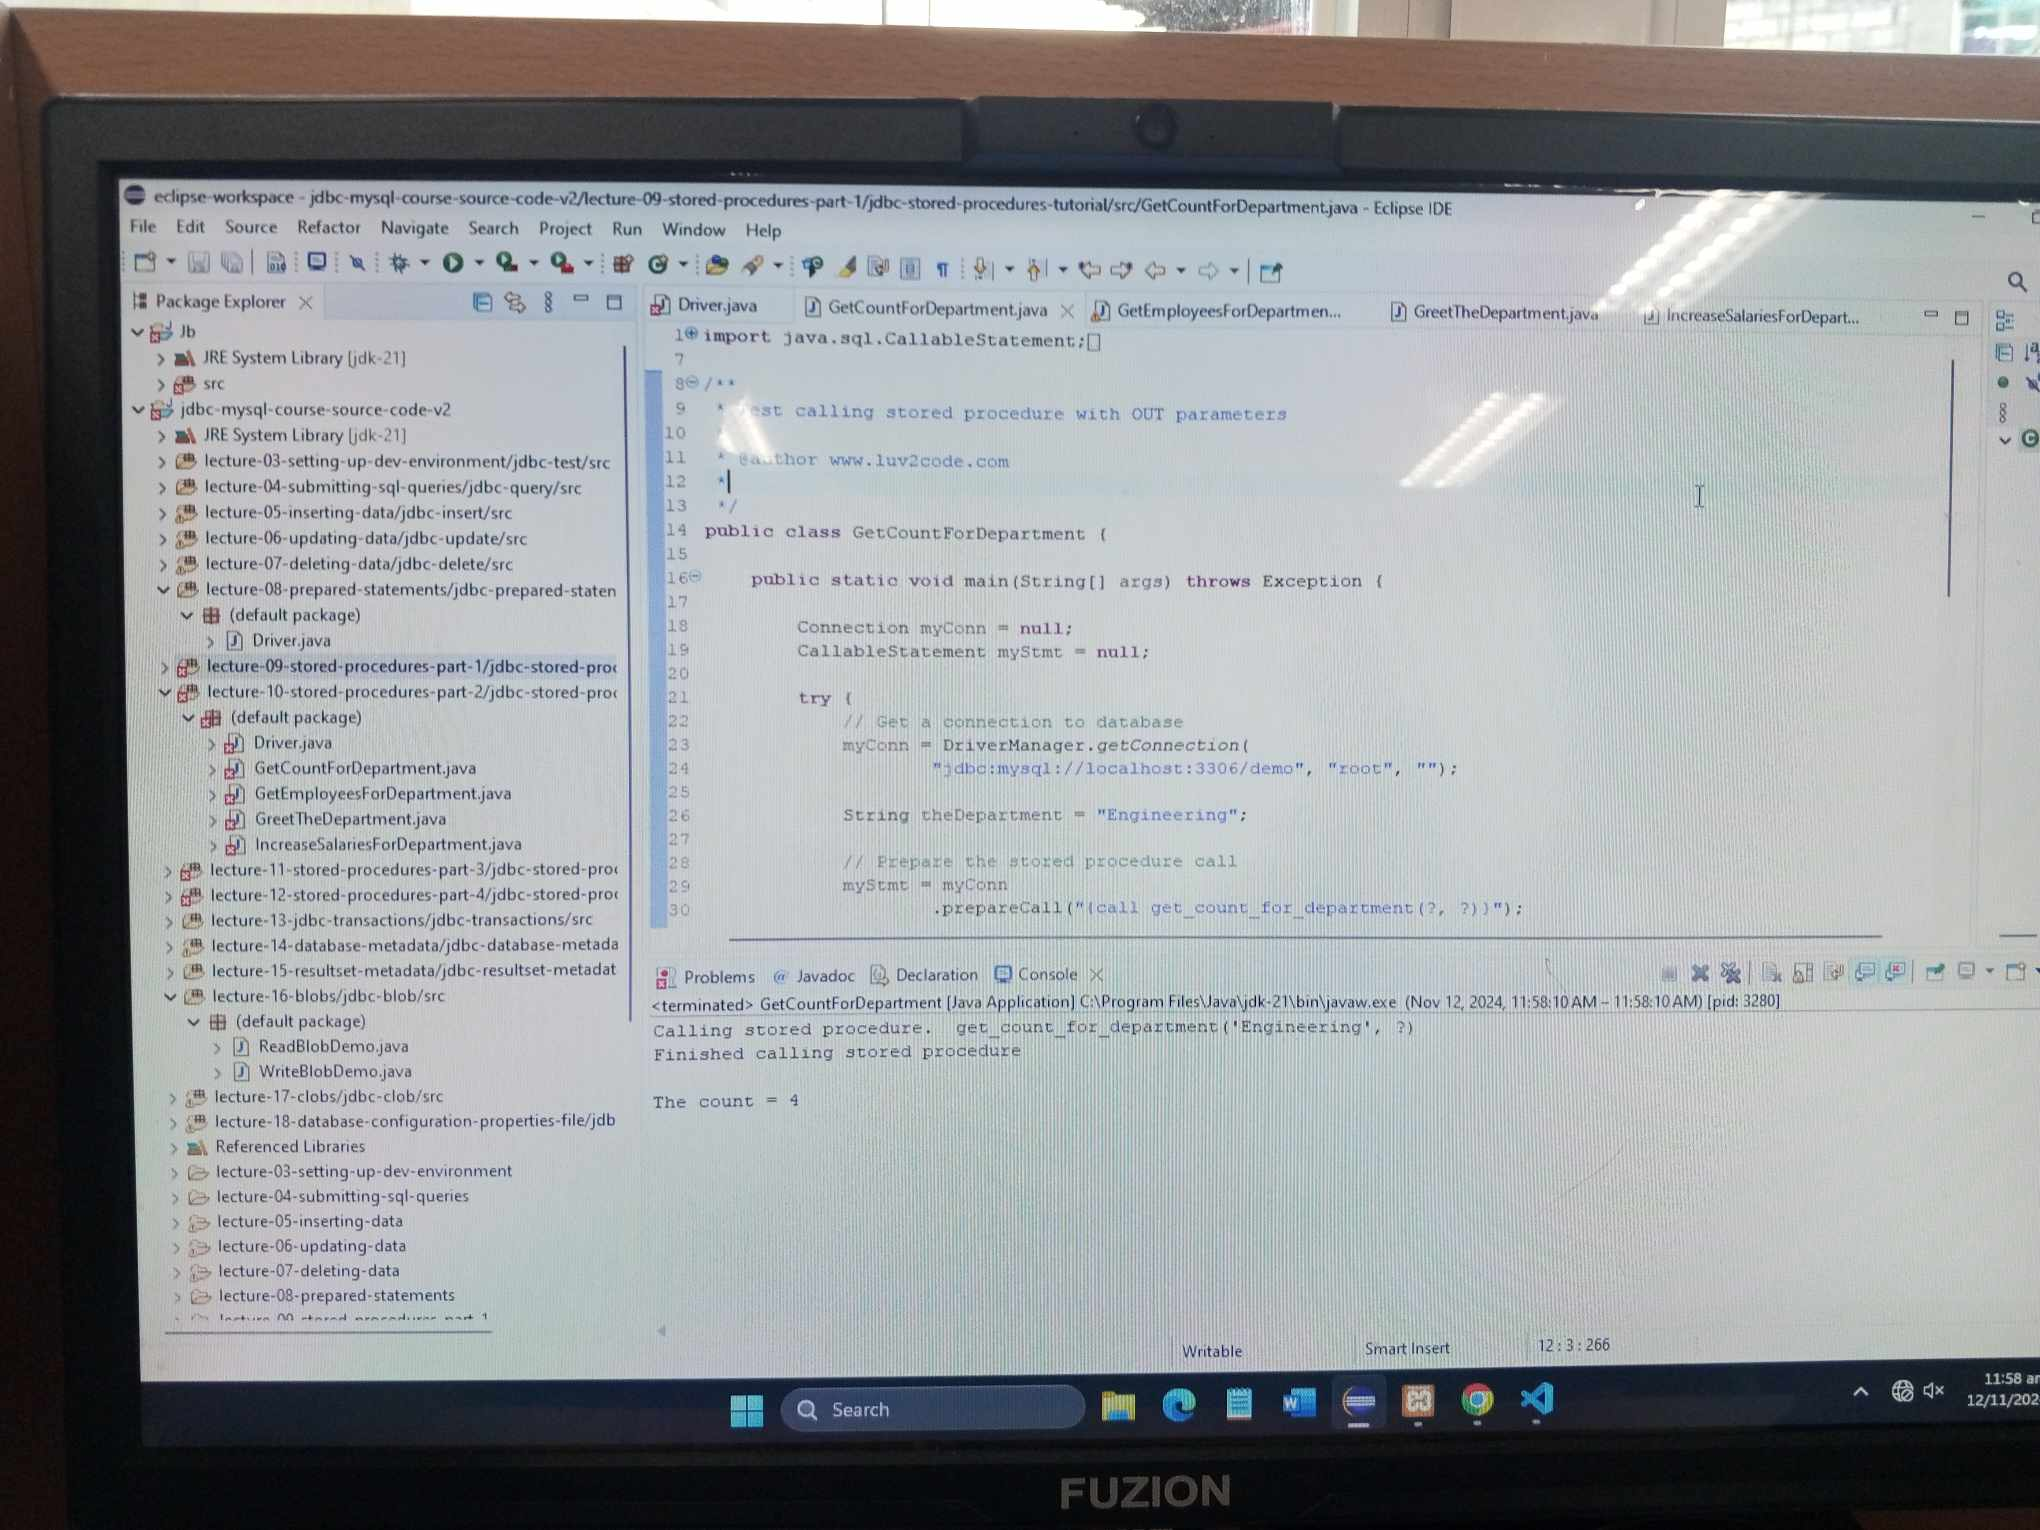 eclipse-workspace - jdbc-mysql-course-source-code-v2/lecture-09-stored-procedures-part-1/jdbc-stored-procedures-tutorial/src/GetCountForDepartment.java - Eclipse IDE
File Edit Source Refactor Navigate Search Project Run Window Help
Package Explorer
Jb
JRE System Library [jdk-21]
src
jdbc-mysql-course-source-code-v2
JRE System Library [jdk-21]
lecture-03-setting-up-dev-environment/jdbc-test/src
lecture-04-submitting-sql-queries/jdbc-query/src
lecture-05-inserting-data/jdbc-insert/src
lecture-06-updating-data/jdbc-update/src
lecture-07-deleting-data/jdbc-delete/src
lecture-08-prepared-statements/jdbc-prepared-staten
(default package)
Driver.java
lecture-09-stored-procedures-part-1/jdbc-stored-proc
lecture-10-stored-procedures-part-2/jdbc-stored-proc
(default package)
Driver.java
GetCountForDepartment.java
GetEmployeesForDepartment.java
GreetTheDepartment.java
IncreaseSalariesForDepartment.java
lecture-11-stored-procedures-part-3/jdbc-stored-proc
lecture-12-stored-procedures-part-4/jdbc-stored-proc
lecture-13-jdbc-transactions/jdbc-transactions/src
lecture-14-database-metadata/jdbc-database-metada
lecture-15-resultset-metadata/jdbc-resultset-metadat
lecture-16-blobs/jdbc-blob/src
(default package)
ReadBlobDemo.java
WriteBlobDemo.java
lecture-17-clobs/jdbc-clob/src
lecture-18-database-configuration-properties-file/jdb
Referenced Libraries
lecture-03-setting-up-dev-environment
lecture-04-submitting-sql-queries
lecture-05-inserting-data
lecture-06-updating-data
lecture-07-deleting-data
lecture-08-prepared-statements
Driver.java GetCountForDepartment.java GetEmployeesForDepartmen... GreetTheDepartment.java IncreaseSalariesForDepart...
1 import java.sql.CallableStatement;
7
8 /**
9 * est calling stored procedure with OUT parameters
10
11 * @author www.luv2code.com
12 *
13 */
14 public class GetCountForDepartment {
15
16 public static void main(String[] args) throws Exception {
17
18 Connection myConn = null;
19 CallableStatement myStmt = null;
20
21 try {
22 // Get a connection to database
23 myConn = DriverManager.getConnection(
24 "jdbc:mysql://localhost:3306/demo", "root", "");
25
26 String theDepartment = "Engineering";
27
28 // Prepare the stored procedure call
29 myStmt = myConn
30 .prepareCall("{call get_count_for_department(?, ?)}");
Problems Javadoc Declaration Console
<terminated> GetCountForDepartment [Java Application] C:\Program Files\Java\jdk-21\bin\javaw.exe (Nov 12, 2024, 11:58:10 AM – 11:58:10 AM) [pid: 3280]
Calling stored procedure. get_count_for_department('Engineering', ?)
Finished calling stored procedure
The count = 4
Writable Smart Insert 12 : 3 : 266
Search
11:58 am
12/11/202
FUZION